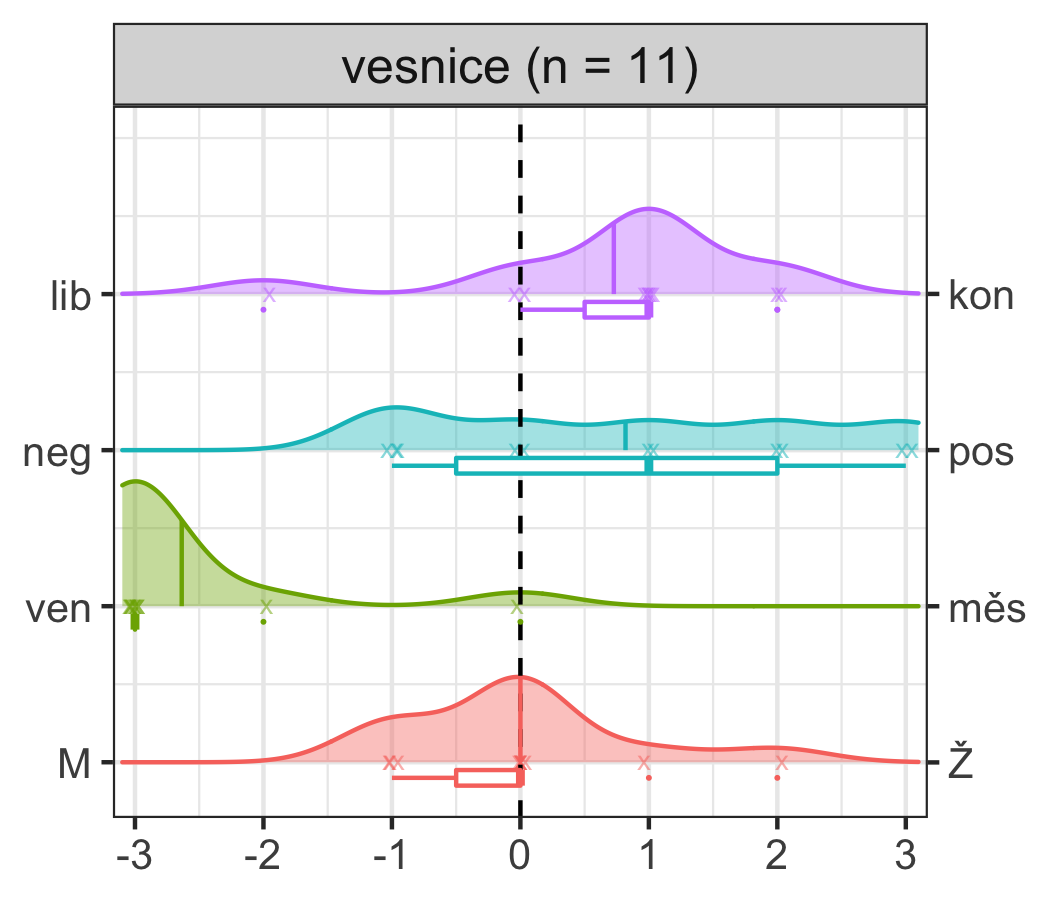 vesnice (n = 11)
lib kon
neg pos
ven měs
M Ž
-3 -2 -1 0 1 2 3